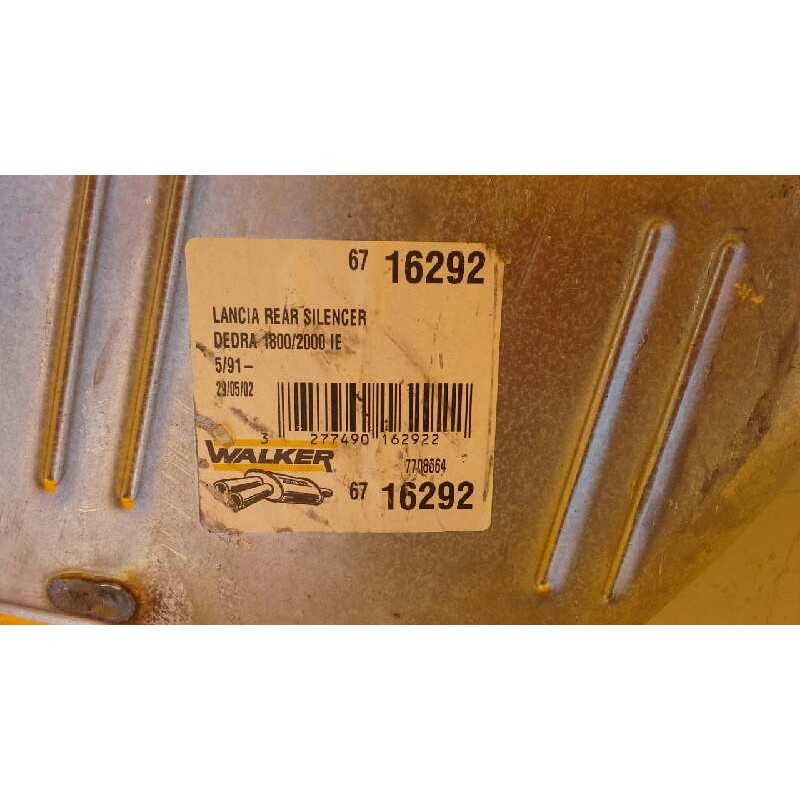 67 16292
LANCIA REAR SILENCER
DEDRA 1800/2000 IE
5/91-
29/05/02
3 277490 162922
WALKER
7708664
67 16292